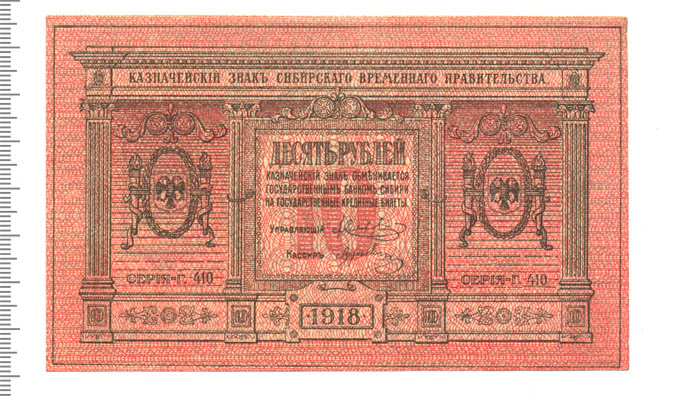 КАЗНАЧЕЙСКІЙ ЗНАКЪ СИБИРСКАГО ВРЕМЕННАГО ПРАВИТЕЛЬСТВА.
ДЕСЯТЬ РУБЛЕЙ
КАЗНАЧЕЙСКІЙ ЗНАКЪ ОБМѢНИВАЕТСЯ
ГОСУДАРСТВЕННЫМЪ БАНКОМЪ СИБИРИ
НА ГОСУДАРСТВЕННЫЕ КРЕДИТНЫЕ БИЛЕТЫ.
10
УПРАВЛЯЮЩІЙ
КАССИРЪ
СЕРІЯ-Г. 410
СЕРІЯ-Г. 410
1918